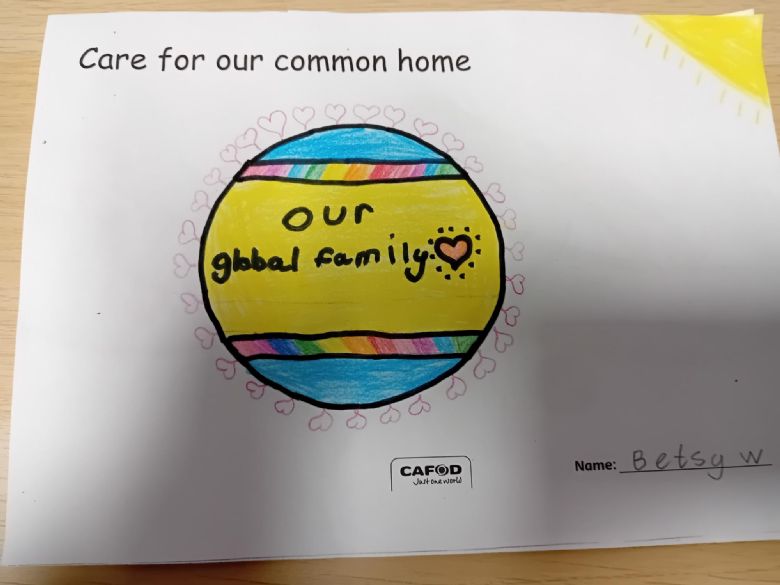 Care for our common home
our
global family
CAFOD
Just one world
Name: Betsy W